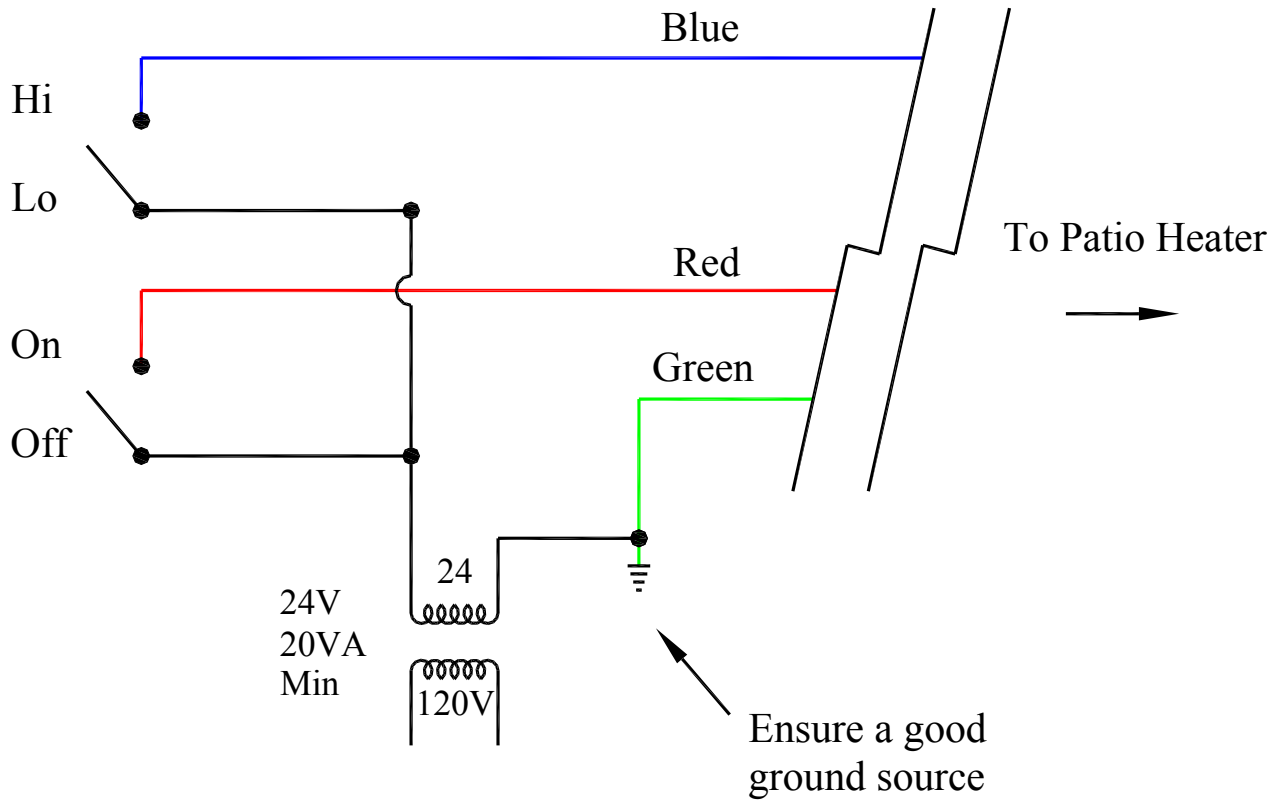 Blue
Hi
Lo
To Patio Heater
Red
On
Green
Off
24
24V
20VA
Min
120V
Ensure a good
ground source